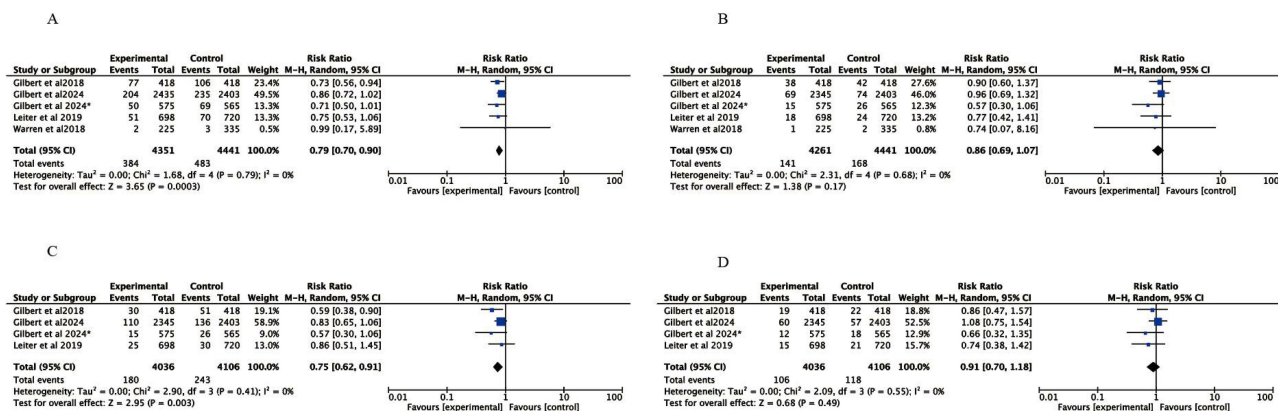 A
Experimental Control Risk Ratio Risk Ratio
Study or Subgroup Events Total Events Total Weight M-H, Random, 95% CI M-H, Random, 95% CI
Gilbert et al2018 77 418 106 418 23.4% 0.73 [0.56, 0.94]
Gilbert et al2024 204 2435 235 2403 49.5% 0.86 [0.72, 1.02]
Gilbert et al 2024* 50 575 69 565 13.3% 0.71 [0.50, 1.01]
Leiter et al 2019 51 698 70 720 13.3% 0.75 [0.53, 1.06]
Warren et al2018 2 225 3 335 0.5% 0.99 [0.17, 5.89]
Total (95% CI) 4351 4441 100.0% 0.79 [0.70, 0.90]
Total events 384 483
Heterogeneity: Tau² = 0.00; Chi² = 1.68, df = 4 (P = 0.79); I² = 0%
Test for overall effect: Z = 3.65 (P = 0.0003)
0.01 0.1 1 10 100
Favours [experimental] Favours [control]
B
Experimental Control Risk Ratio Risk Ratio
Study or Subgroup Events Total Events Total Weight M-H, Random, 95% CI M-H, Random, 95% CI
Gilbert et al2018 38 418 42 418 27.6% 0.90 [0.60, 1.37]
Gilbert et al2024 69 2345 74 2403 46.0% 0.96 [0.69, 1.32]
Gilbert et al 2024* 15 575 26 565 12.3% 0.57 [0.30, 1.06]
Leiter et al 2019 18 698 24 720 13.2% 0.77 [0.42, 1.41]
Warren et al2018 1 225 2 335 0.8% 0.74 [0.07, 8.16]
Total (95% CI) 4261 4441 100.0% 0.86 [0.69, 1.07]
Total events 141 168
Heterogeneity: Tau² = 0.00; Chi² = 2.31, df = 4 (P = 0.68); I² = 0%
Test for overall effect: Z = 1.38 (P = 0.17)
0.01 0.1 1 10 100
Favours [experimental] Favours [control]
C
Experimental Control Risk Ratio Risk Ratio
Study or Subgroup Events Total Events Total Weight M-H, Random, 95% CI M-H, Random, 95% CI
Gilbert et al2018 30 418 51 418 19.1% 0.59 [0.38, 0.90]
Gilbert et al2024 110 2345 136 2403 58.9% 0.83 [0.65, 1.06]
Gilbert et al 2024* 15 575 26 565 9.0% 0.57 [0.30, 1.06]
Leiter et al 2019 25 698 30 720 13.0% 0.86 [0.51, 1.45]
Total (95% CI) 4036 4106 100.0% 0.75 [0.62, 0.91]
Total events 180 243
Heterogeneity: Tau² = 0.00; Chi² = 2.90, df = 3 (P = 0.41); I² = 0%
Test for overall effect: Z = 2.95 (P = 0.003)
0.01 0.1 1 10 100
Favours [experimental] Favours [control]
D
Experimental Control Risk Ratio Risk Ratio
Study or Subgroup Events Total Events Total Weight M-H, Random, 95% CI M-H, Random, 95% CI
Gilbert et al2018 19 418 22 418 18.8% 0.86 [0.47, 1.57]
Gilbert et al2024 60 2345 57 2403 52.5% 1.08 [0.75, 1.54]
Gilbert et al 2024* 12 575 18 565 13.0% 0.66 [0.32, 1.35]
Leiter et al 2019 15 698 21 720 15.7% 0.74 [0.38, 1.42]
Total (95% CI) 4036 4106 100.0% 0.91 [0.70, 1.18]
Total events 106 118
Heterogeneity: Tau² = 0.00; Chi² = 2.09, df = 3 (P = 0.55); I² = 0%
Test for overall effect: Z = 0.68 (P = 0.49)
0.01 0.1 1 10 100
Favours [experimental] Favours [control]